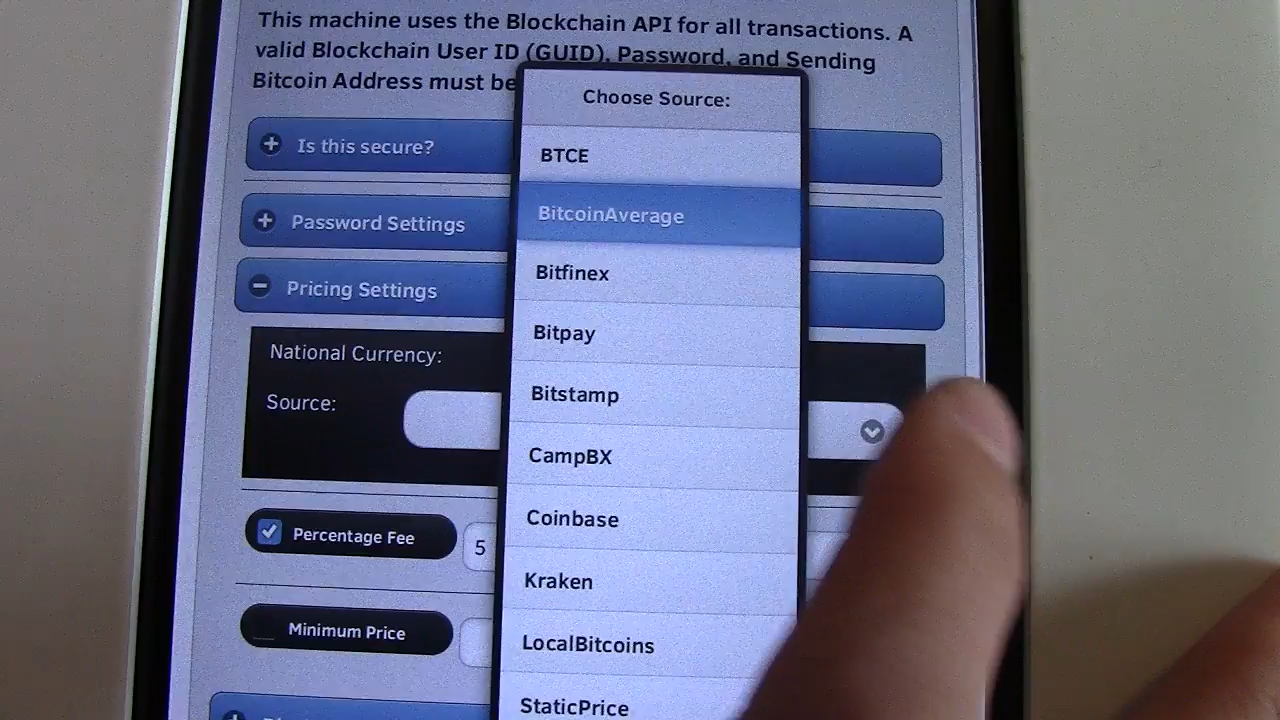 This machine uses the Blockchain API for all transactions. A
valid Blockchain User ID (GUID), Password, and Sending
Bitcoin Address must be
Choose Source:
BTCE
BitcoinAverage
Bitfinex
Bitpay
Bitstamp
CampBX
Coinbase
Kraken
LocalBitcoins
StaticPrice
Is this secure?
Password Settings
Pricing Settings
National Currency:
Source:
Percentage Fee
5
Minimum Price